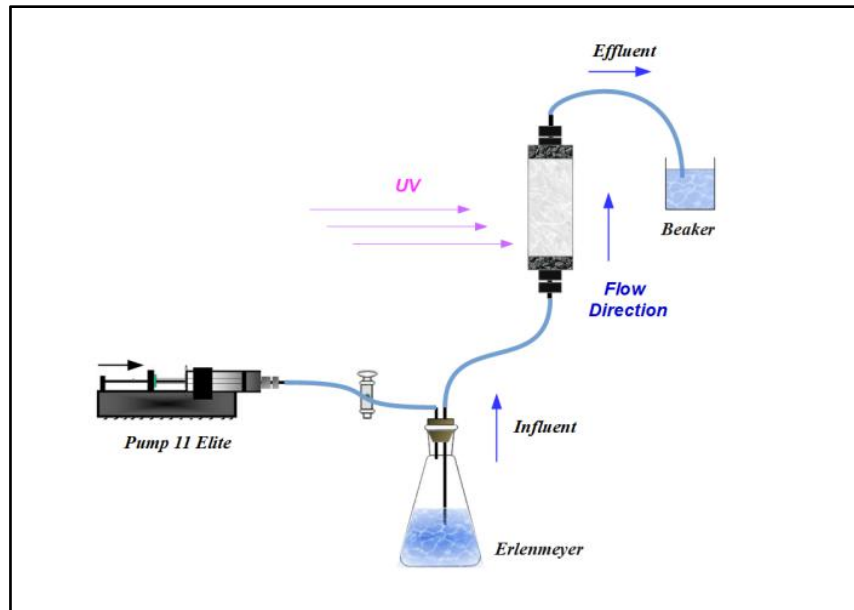 Effluent
UV
Beaker
Flow
Direction
Influent
Pump 11 Elite
Erlenmeyer